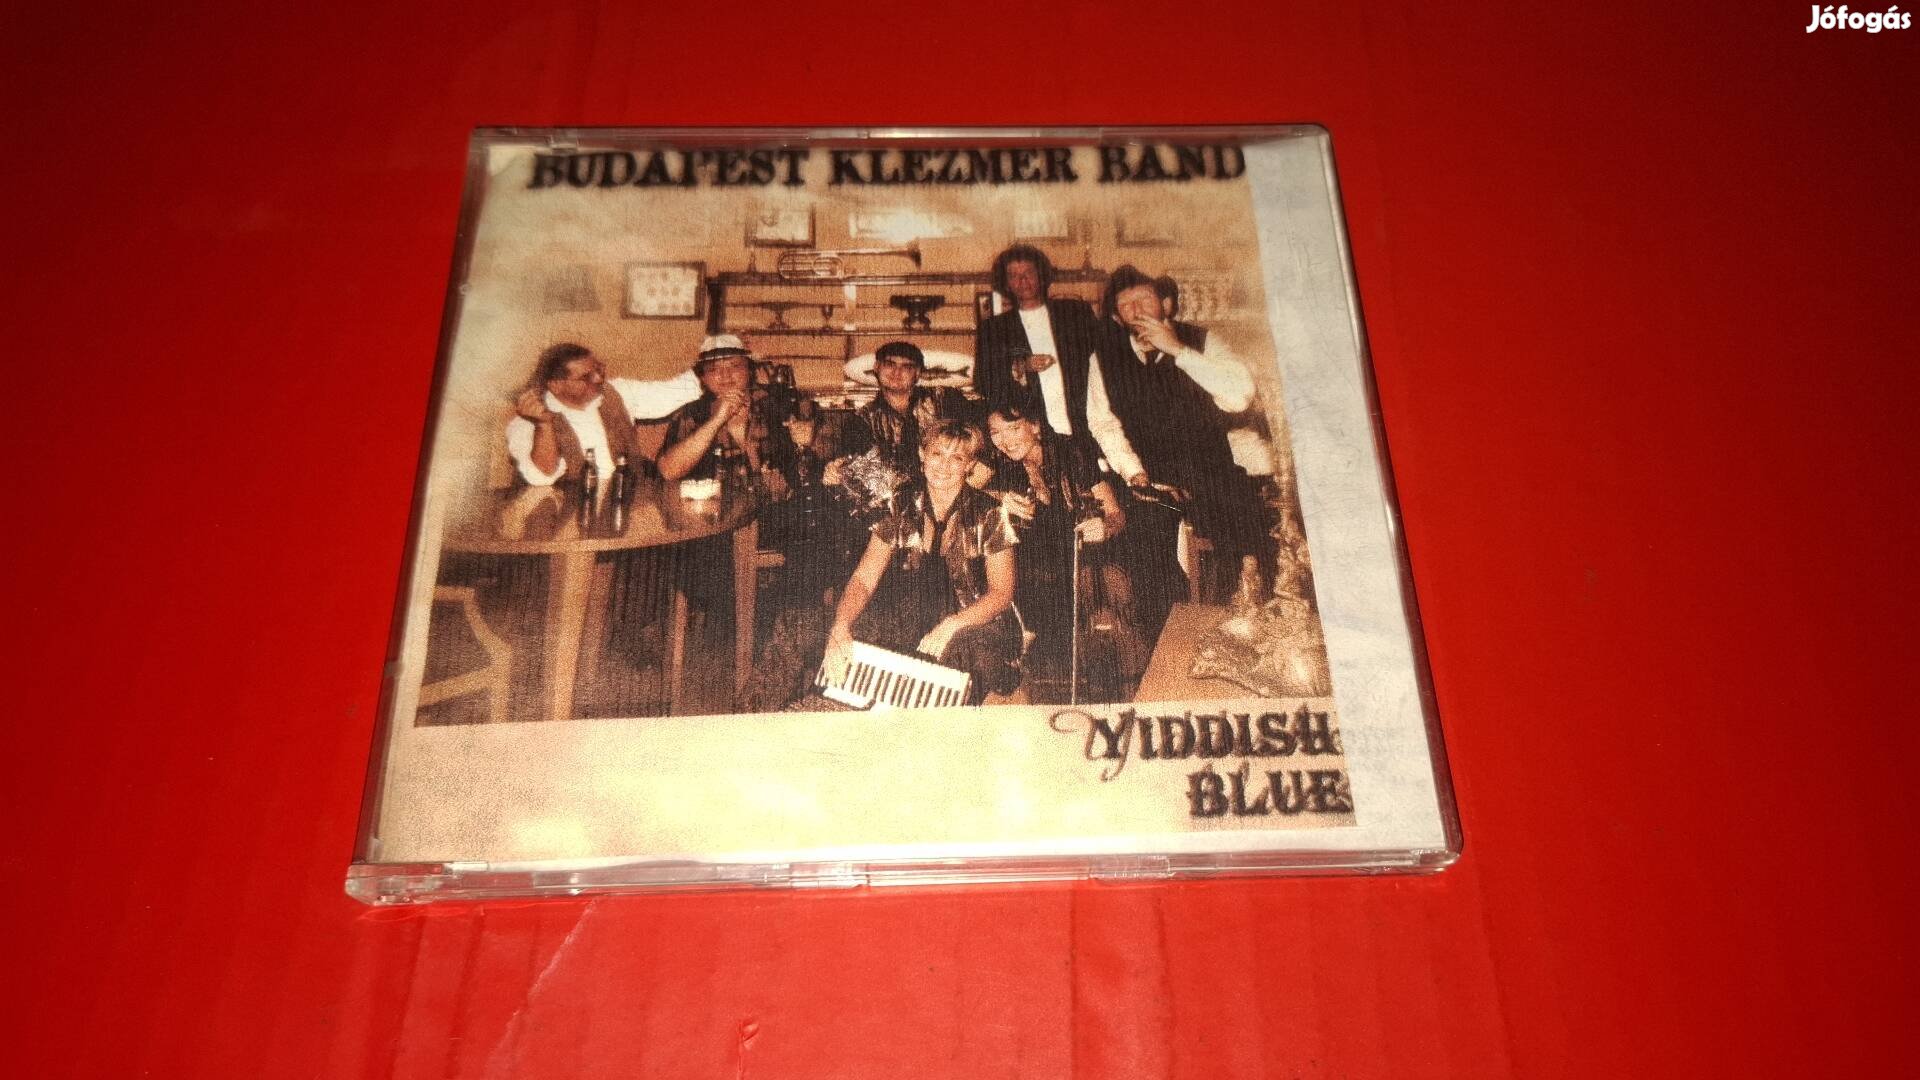 Jófogás
BUDAPEST KLEZMER BAND
YIDDISH
BLUE